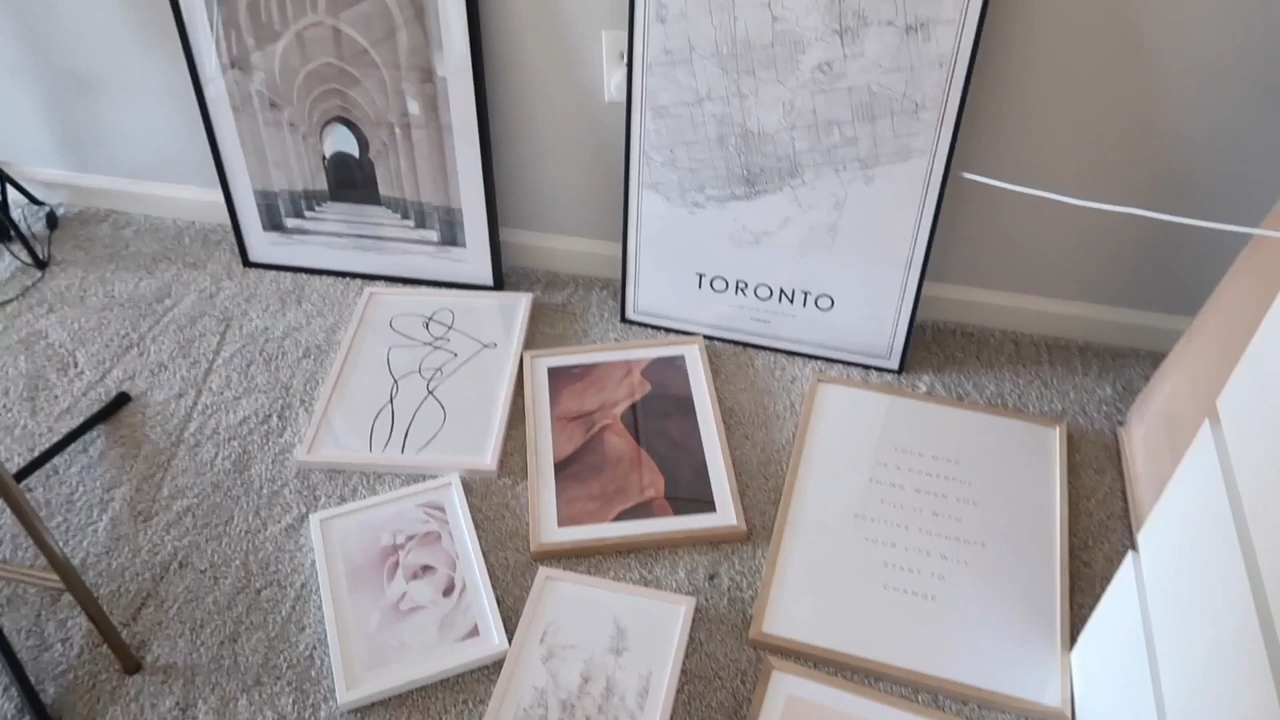 TORONTO
YOUR MIND
IS A POWERFUL
THING WHEN YOU
FILL IT WITH
POSITIVE THOUGHTS
YOUR LIFE WILL
START TO
CHANGE